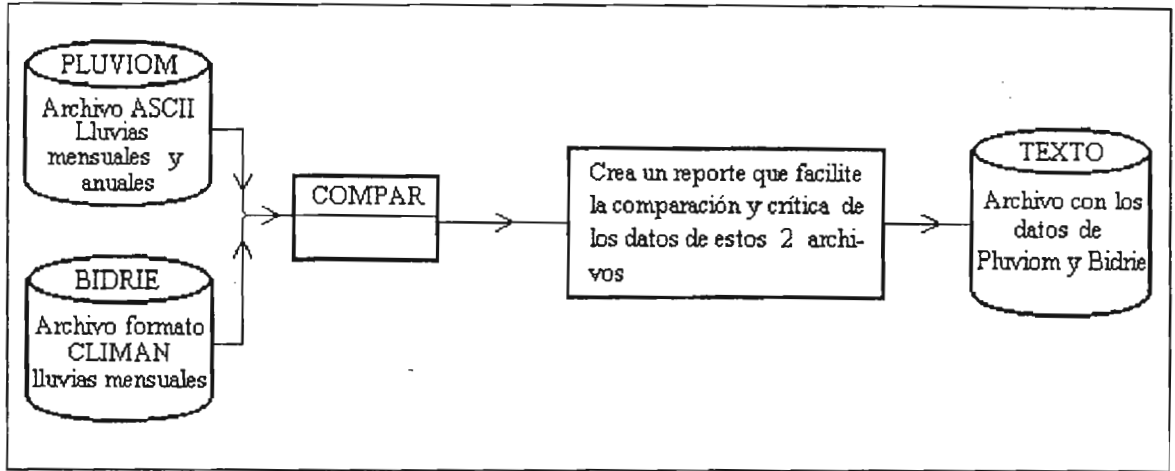 PLUVIOM
Archivo ASCII
Lluvias
mensuales y
anuales
BIDRIE
Archivo formato
CLIMAN
lluvias mensuales
COMPAR
Crea un reporte que facilite
la comparación y crítica de
los datos de estos 2 archi-
vos
TEXTO
Archivo con los
datos de
Pluviom y Bidrie